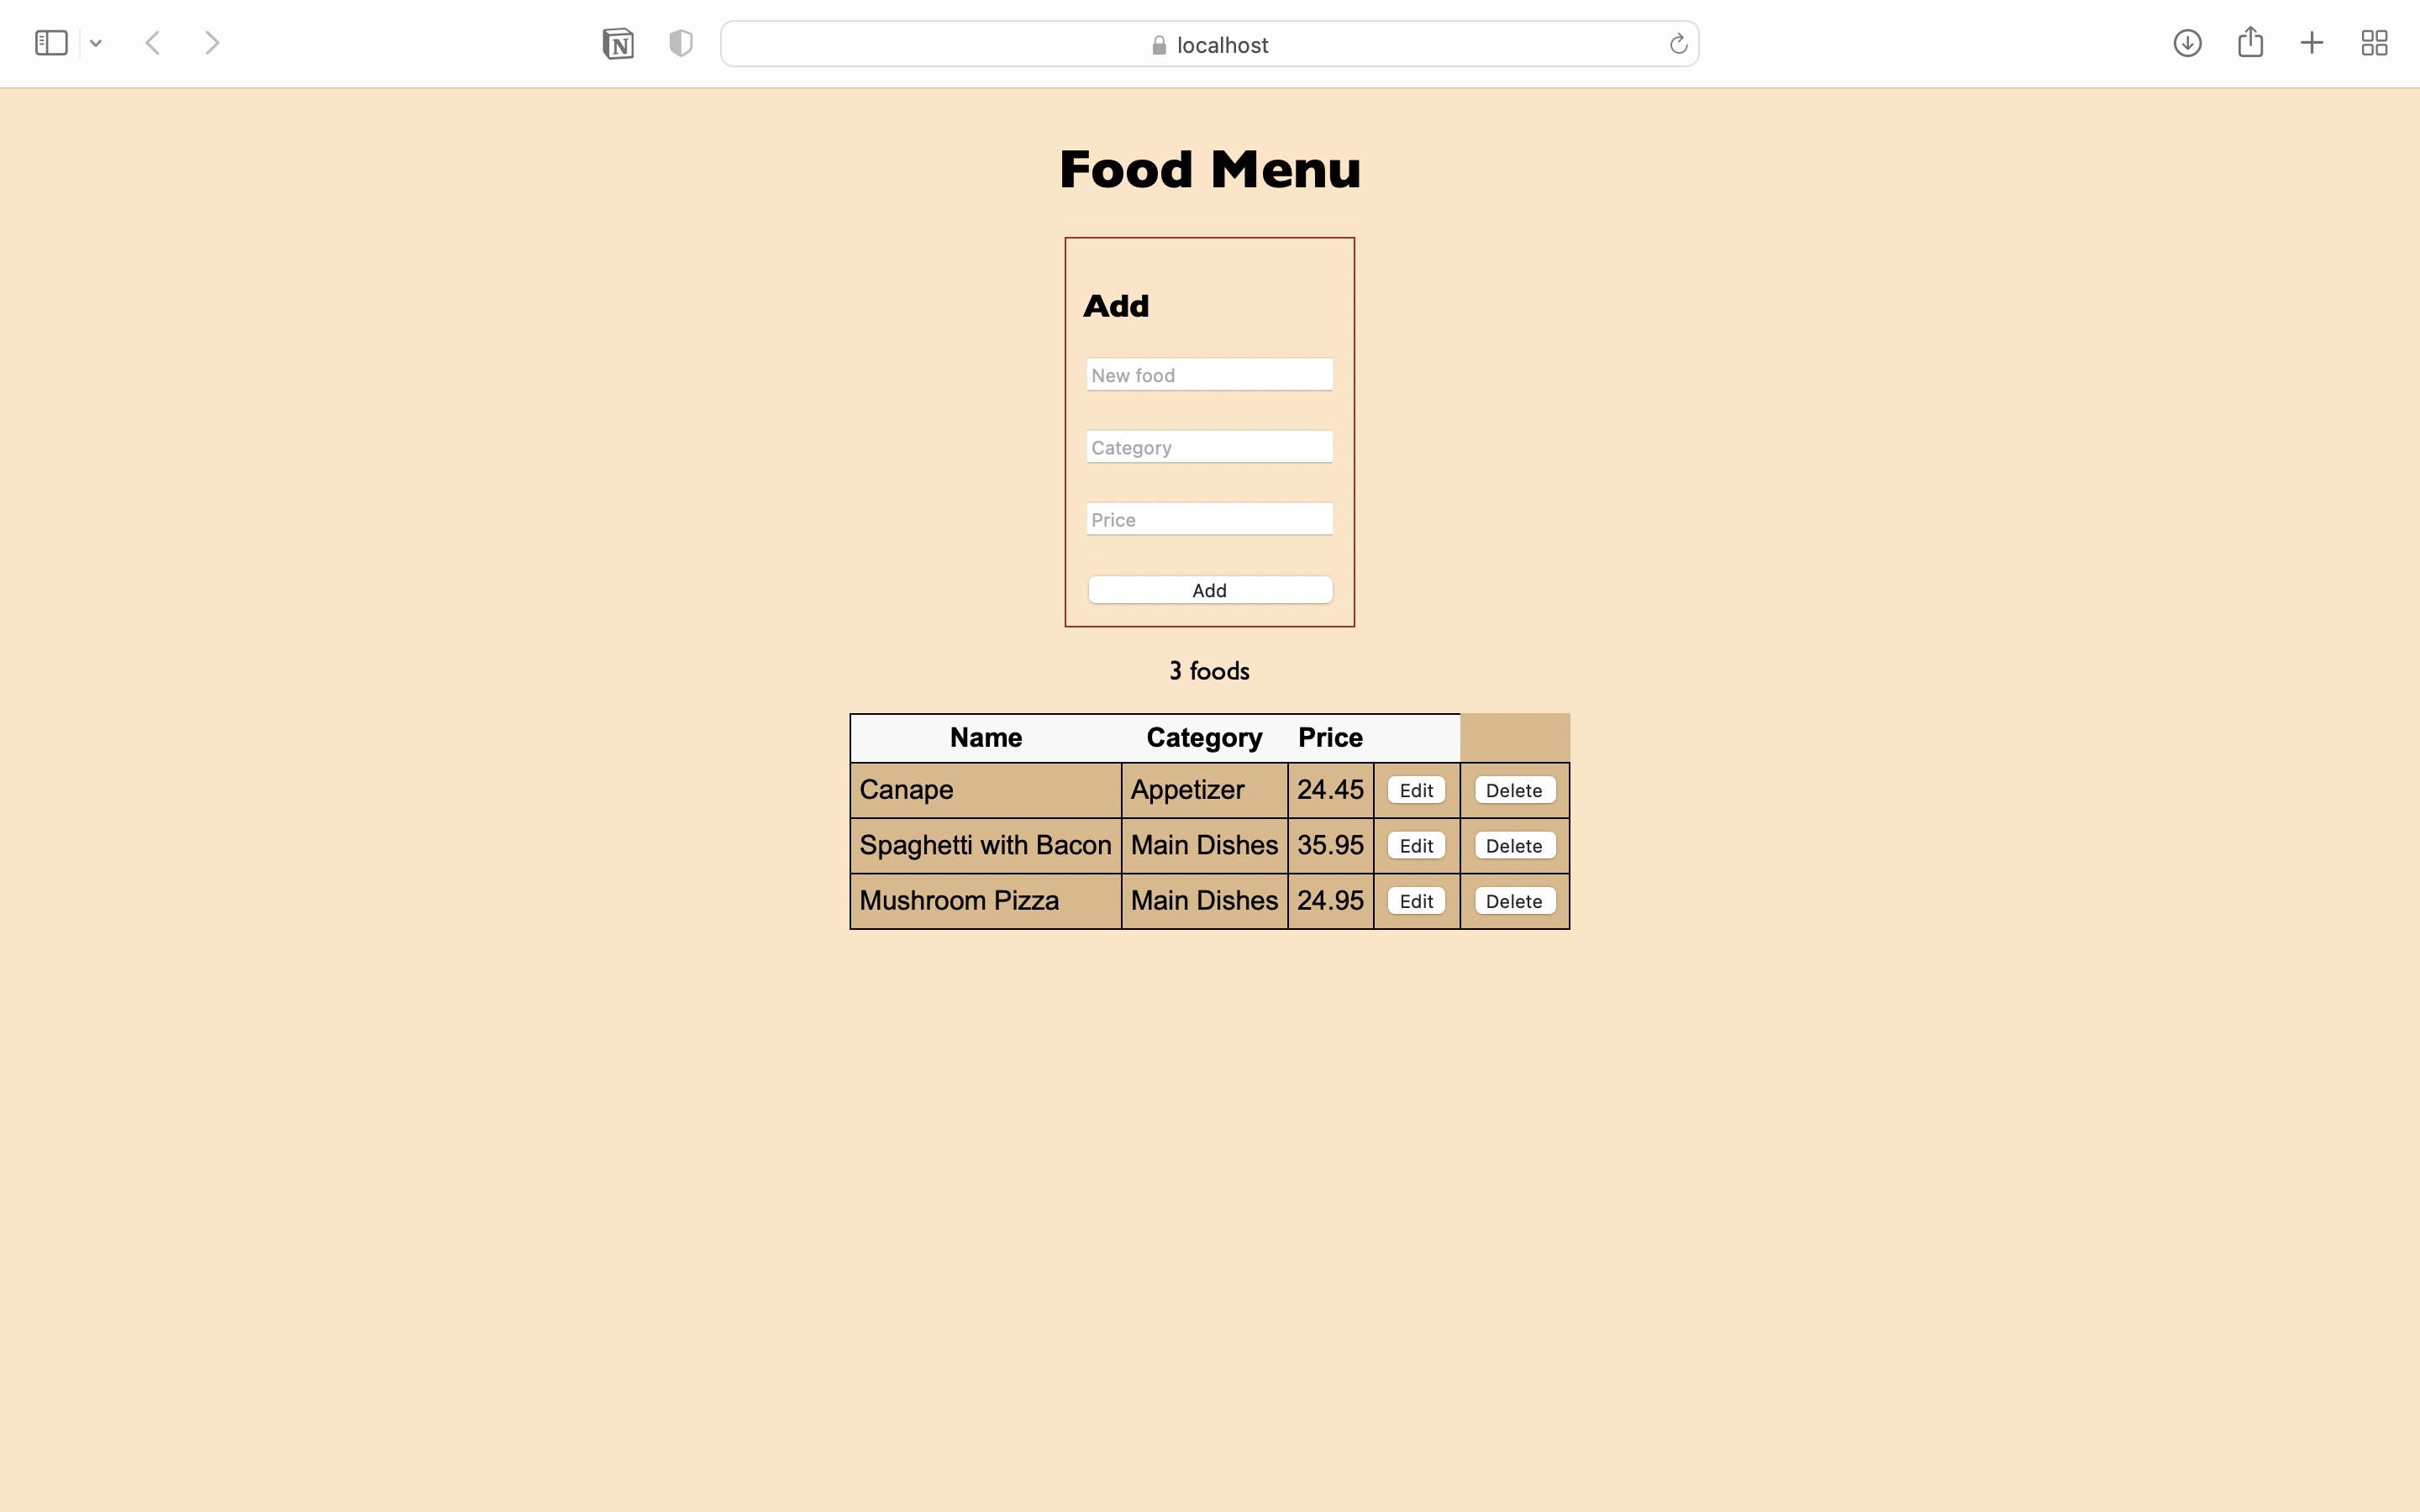 N
localhost
Food Menu
Add
New food
Category
Price
Add
3 foods
Name Category Price
Canape Appetizer 24.45 Edit Delete
Spaghetti with Bacon Main Dishes 35.95 Edit Delete
Mushroom Pizza Main Dishes 24.95 Edit Delete